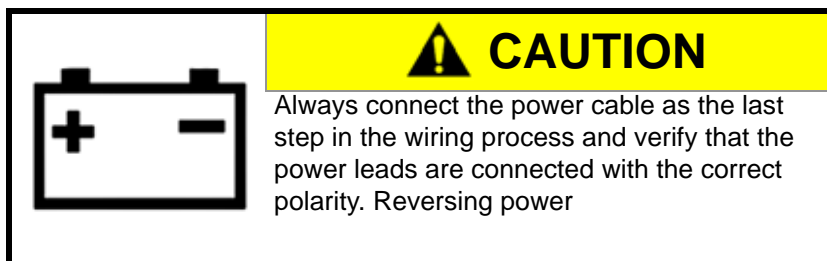 CAUTION
Always connect the power cable as the last
step in the wiring process and verify that the
power leads are connected with the correct
polarity. Reversing power